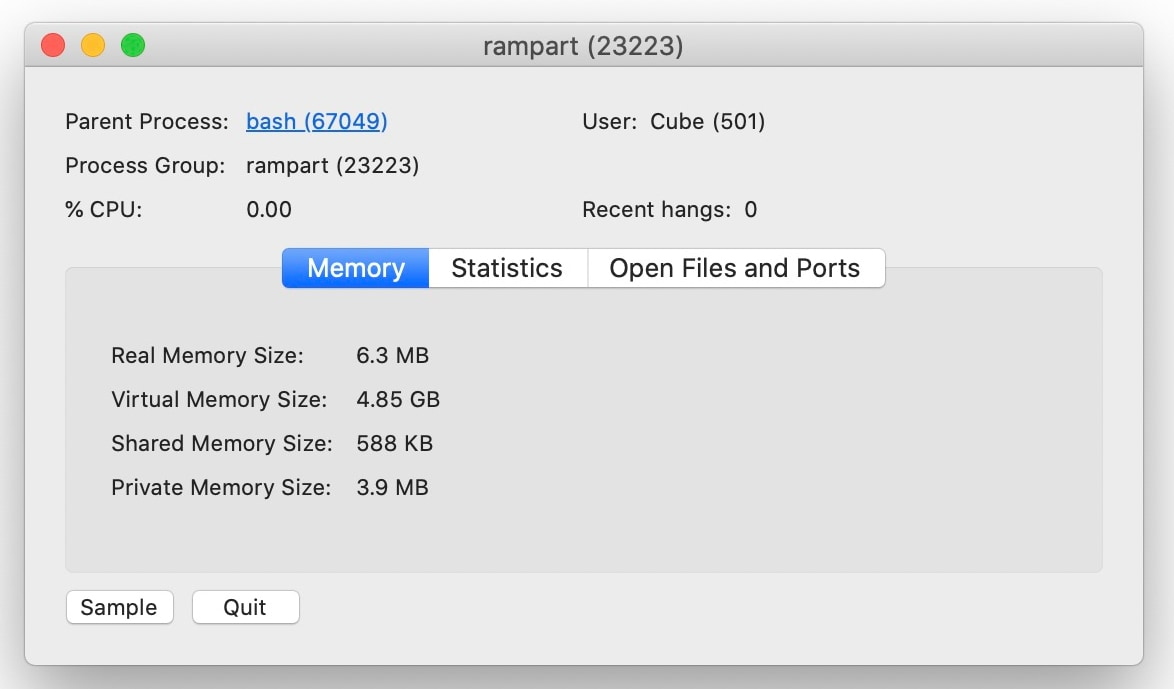 rampart (23223)
Parent Process: bash (67049) User: Cube (501)
Process Group: rampart (23223)
% CPU: 0.00 Recent hangs: 0
Memory Statistics Open Files and Ports
Real Memory Size: 6.3 MB
Virtual Memory Size: 4.85 GB
Shared Memory Size: 588 KB
Private Memory Size: 3.9 MB
Sample Quit